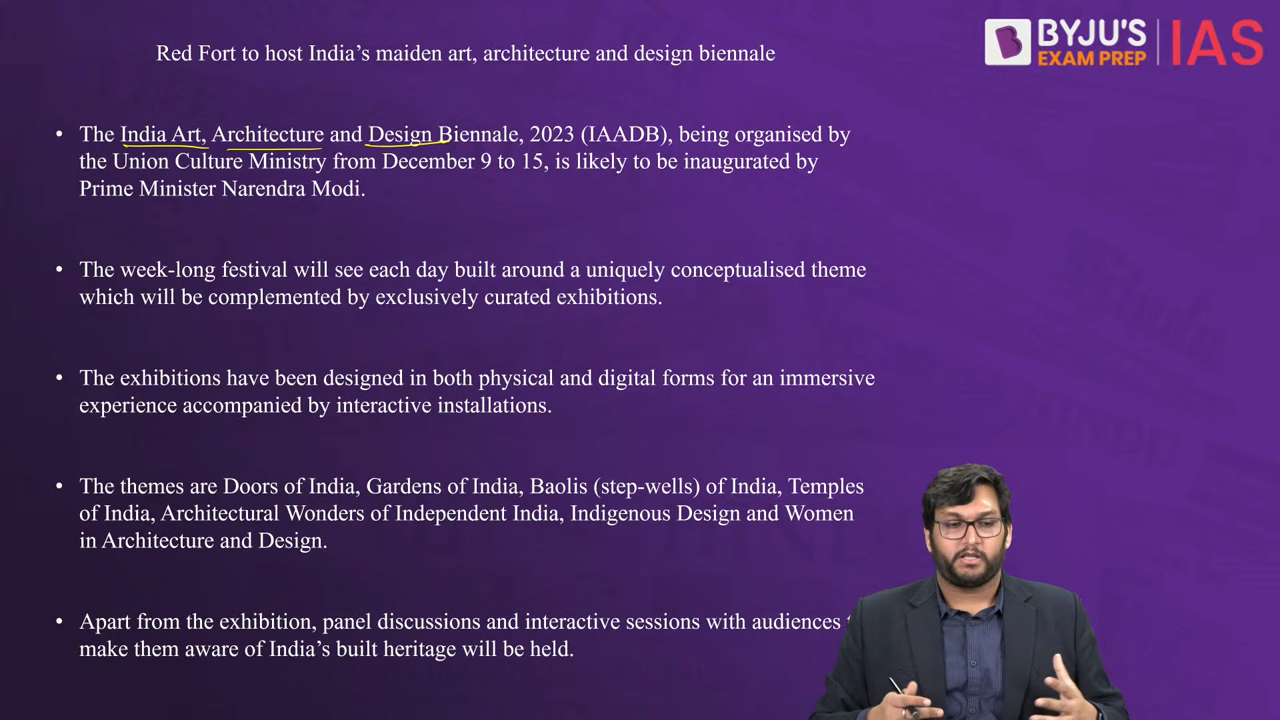 Red Fort to host India’s maiden art, architecture and design biennale
BYJU'S
EXAM PREP
IAS
• The India Art, Architecture and Design Biennale, 2023 (IAADB), being organised by
the Union Culture Ministry from December 9 to 15, is likely to be inaugurated by
Prime Minister Narendra Modi.
• The week-long festival will see each day built around a uniquely conceptualised theme
which will be complemented by exclusively curated exhibitions.
• The exhibitions have been designed in both physical and digital forms for an immersive
experience accompanied by interactive installations.
• The themes are Doors of India, Gardens of India, Baolis (step-wells) of India, Temples
of India, Architectural Wonders of Independent India, Indigenous Design and Women
in Architecture and Design.
• Apart from the exhibition, panel discussions and interactive sessions with audiences
make them aware of India’s built heritage will be held.